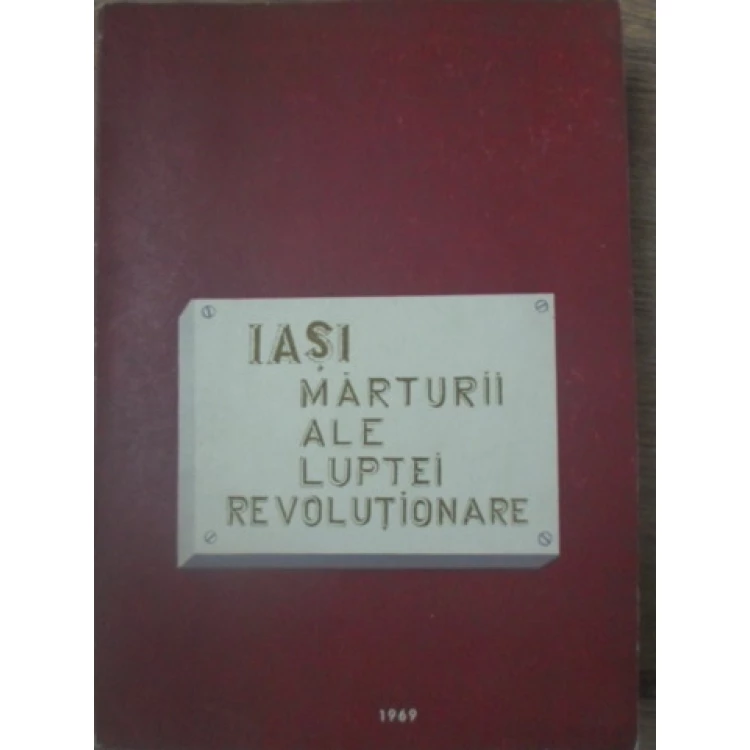 IAȘI
MĂRTURII
ALE
LUPTEI
REVOLUȚIONARE
1969